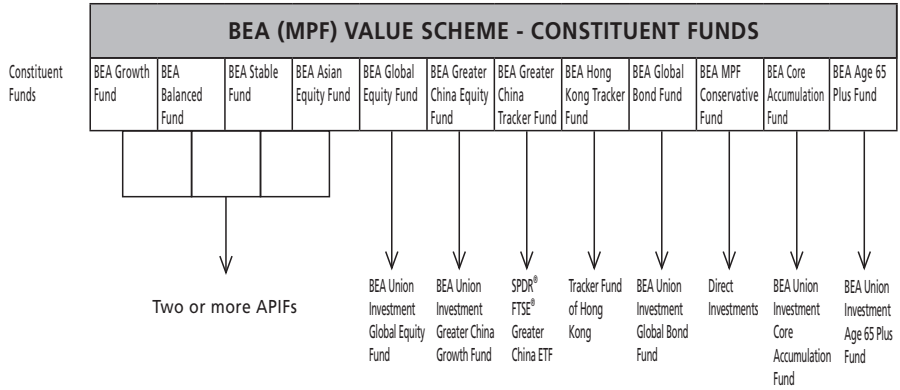 BEA (MPF) VALUE SCHEME - CONSTITUENT FUNDS
Constituent
Funds
BEA Growth
Fund
BEA
Balanced
Fund
BEA Stable
Fund
BEA Asian
Equity Fund
BEA Global
Equity Fund
BEA Greater
China Equity
Fund
BEA Greater
China
Tracker Fund
BEA Hong
Kong Tracker
Fund
BEA Global
Bond Fund
BEA MPF
Conservative
Fund
BEA Core
Accumulation
Fund
BEA Age 65
Plus Fund
Two or more APIFs
BEA Union
Investment
Global Equity
Fund
BEA Union
Investment
Greater China
Growth Fund
SPDR®
FTSE®
Greater
China ETF
Tracker Fund
of Hong
Kong
BEA Union
Investment
Global Bond
Fund
Direct
Investments
BEA Union
Investment
Core
Accumulation
Fund
BEA Union
Investment
Age 65 Plus
Fund